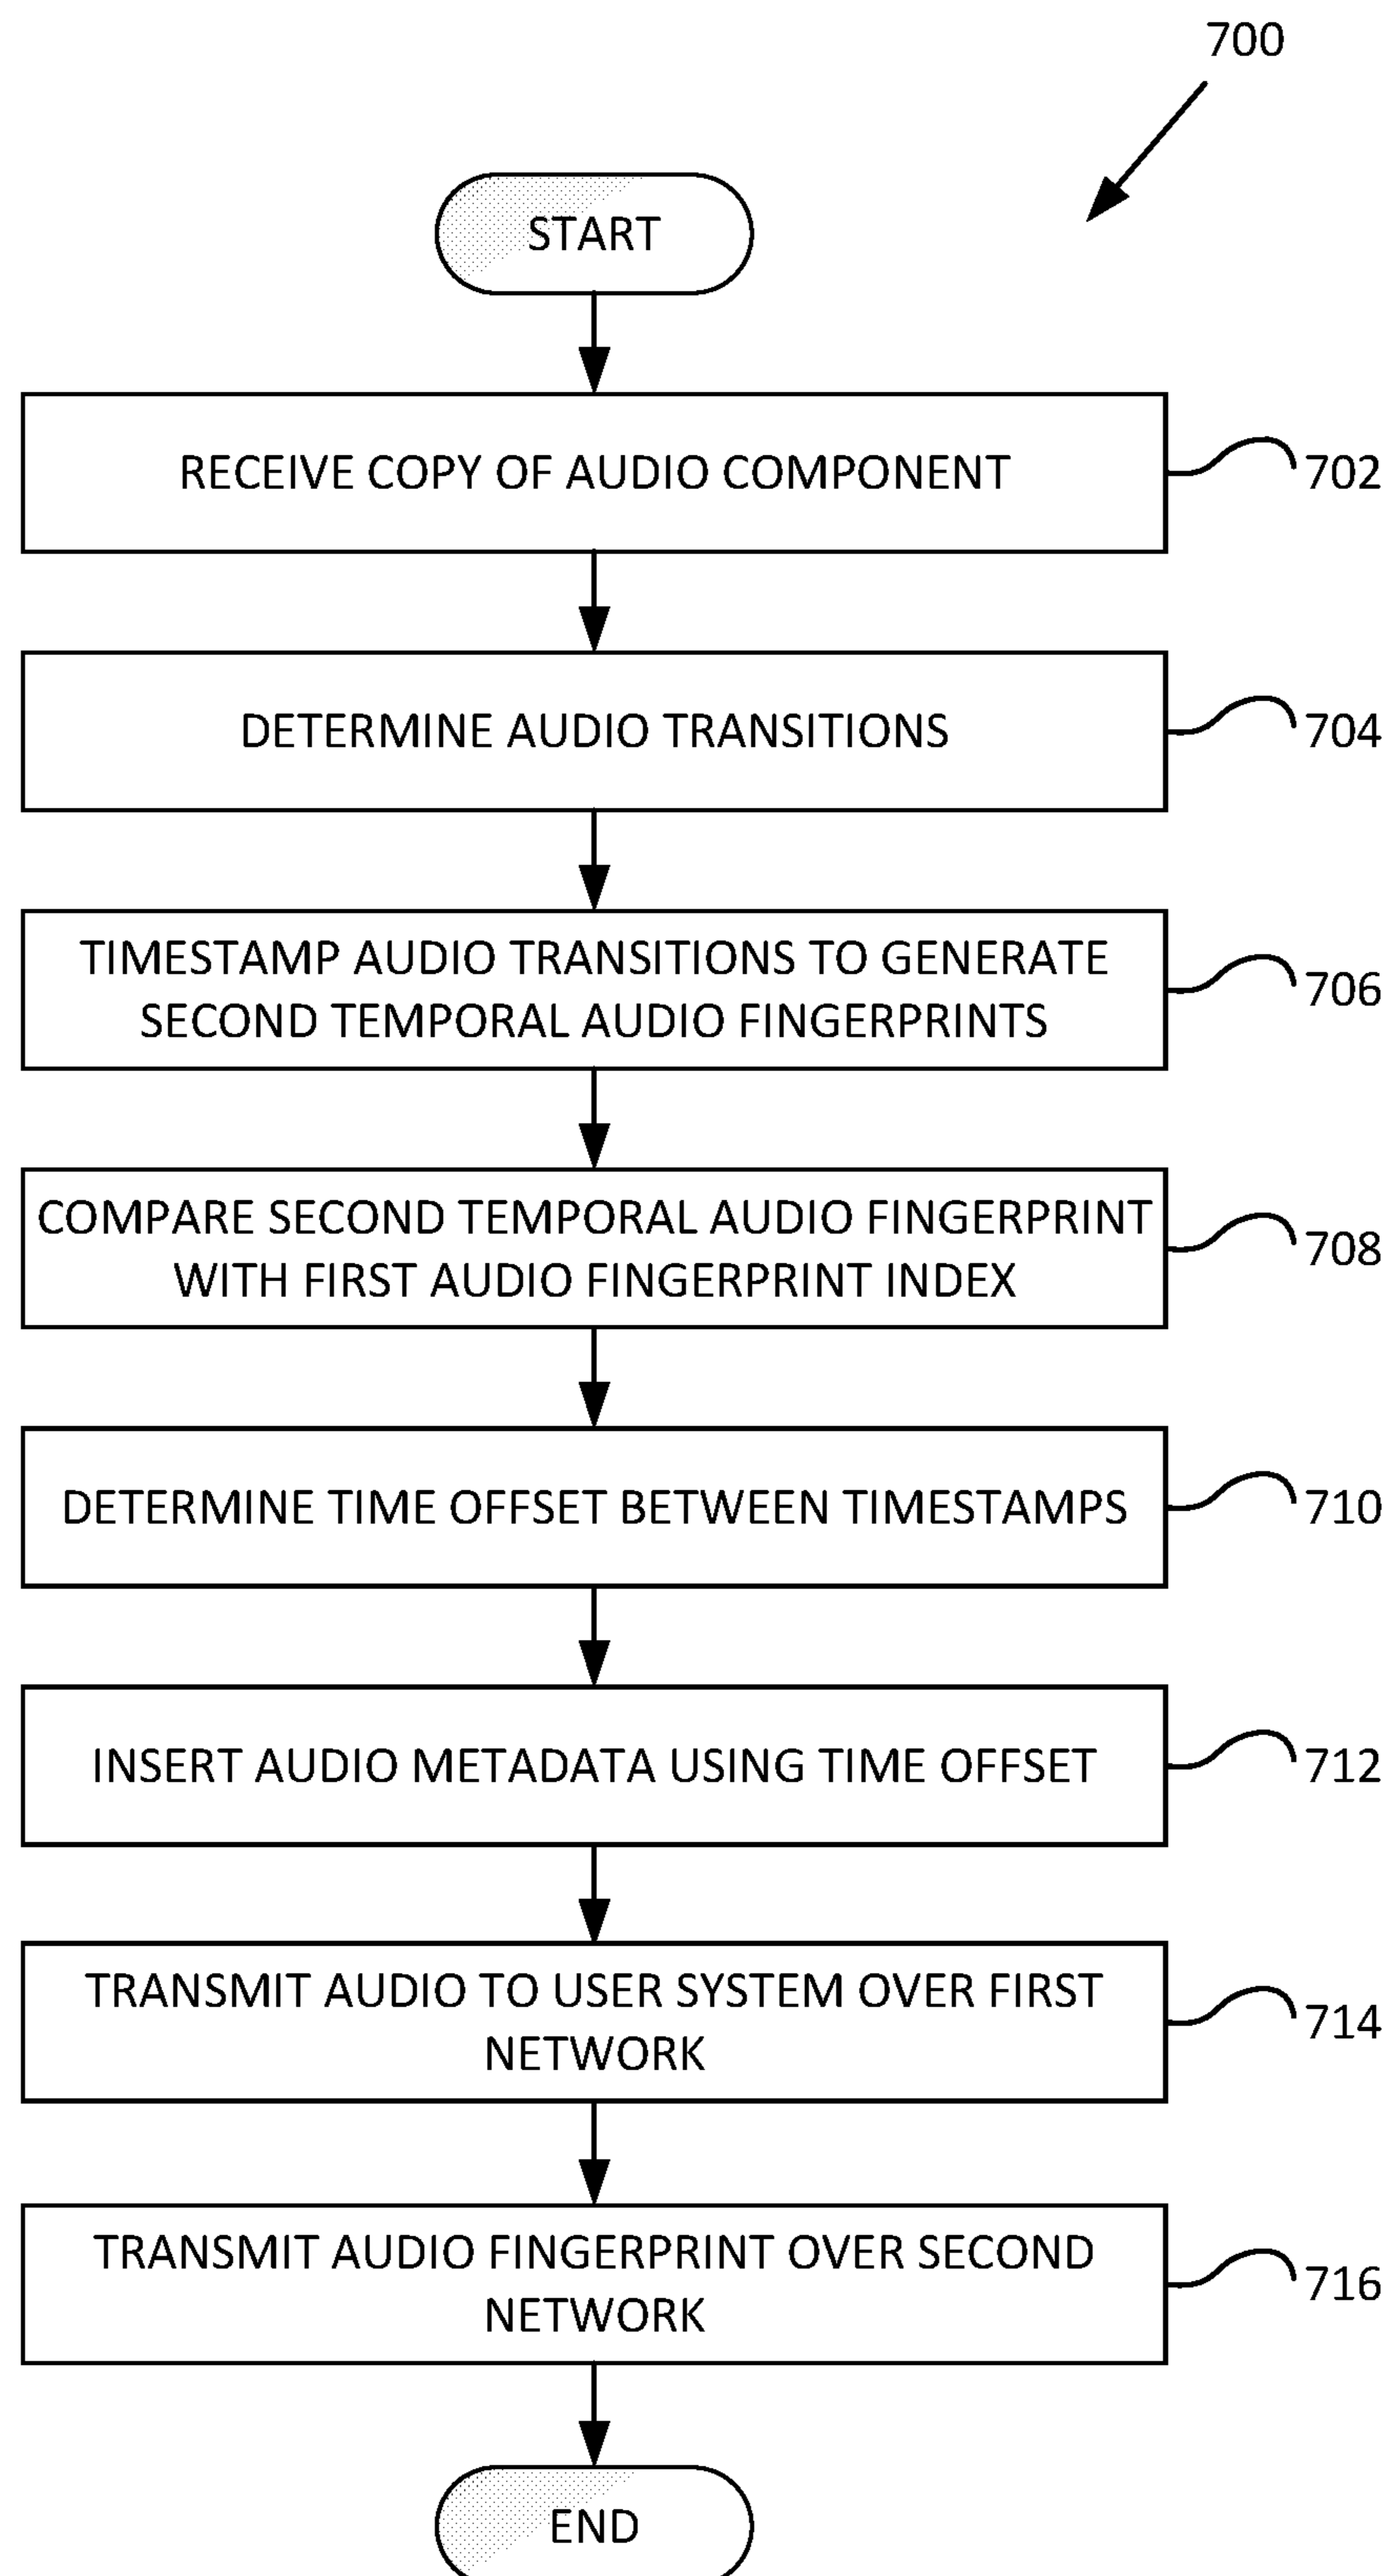 700
START
RECEIVE COPY OF AUDIO COMPONENT
702
DETERMINE AUDIO TRANSITIONS
704
TIMESTAMP AUDIO TRANSITIONS TO GENERATE
SECOND TEMPORAL AUDIO FINGERPRINTS
706
COMPARE SECOND TEMPORAL AUDIO FINGERPRINT
WITH FIRST AUDIO FINGERPRINT INDEX
708
DETERMINE TIME OFFSET BETWEEN TIMESTAMPS
710
INSERT AUDIO METADATA USING TIME OFFSET
712
TRANSMIT AUDIO TO USER SYSTEM OVER FIRST
NETWORK
714
TRANSMIT AUDIO FINGERPRINT OVER SECOND
NETWORK
716
END